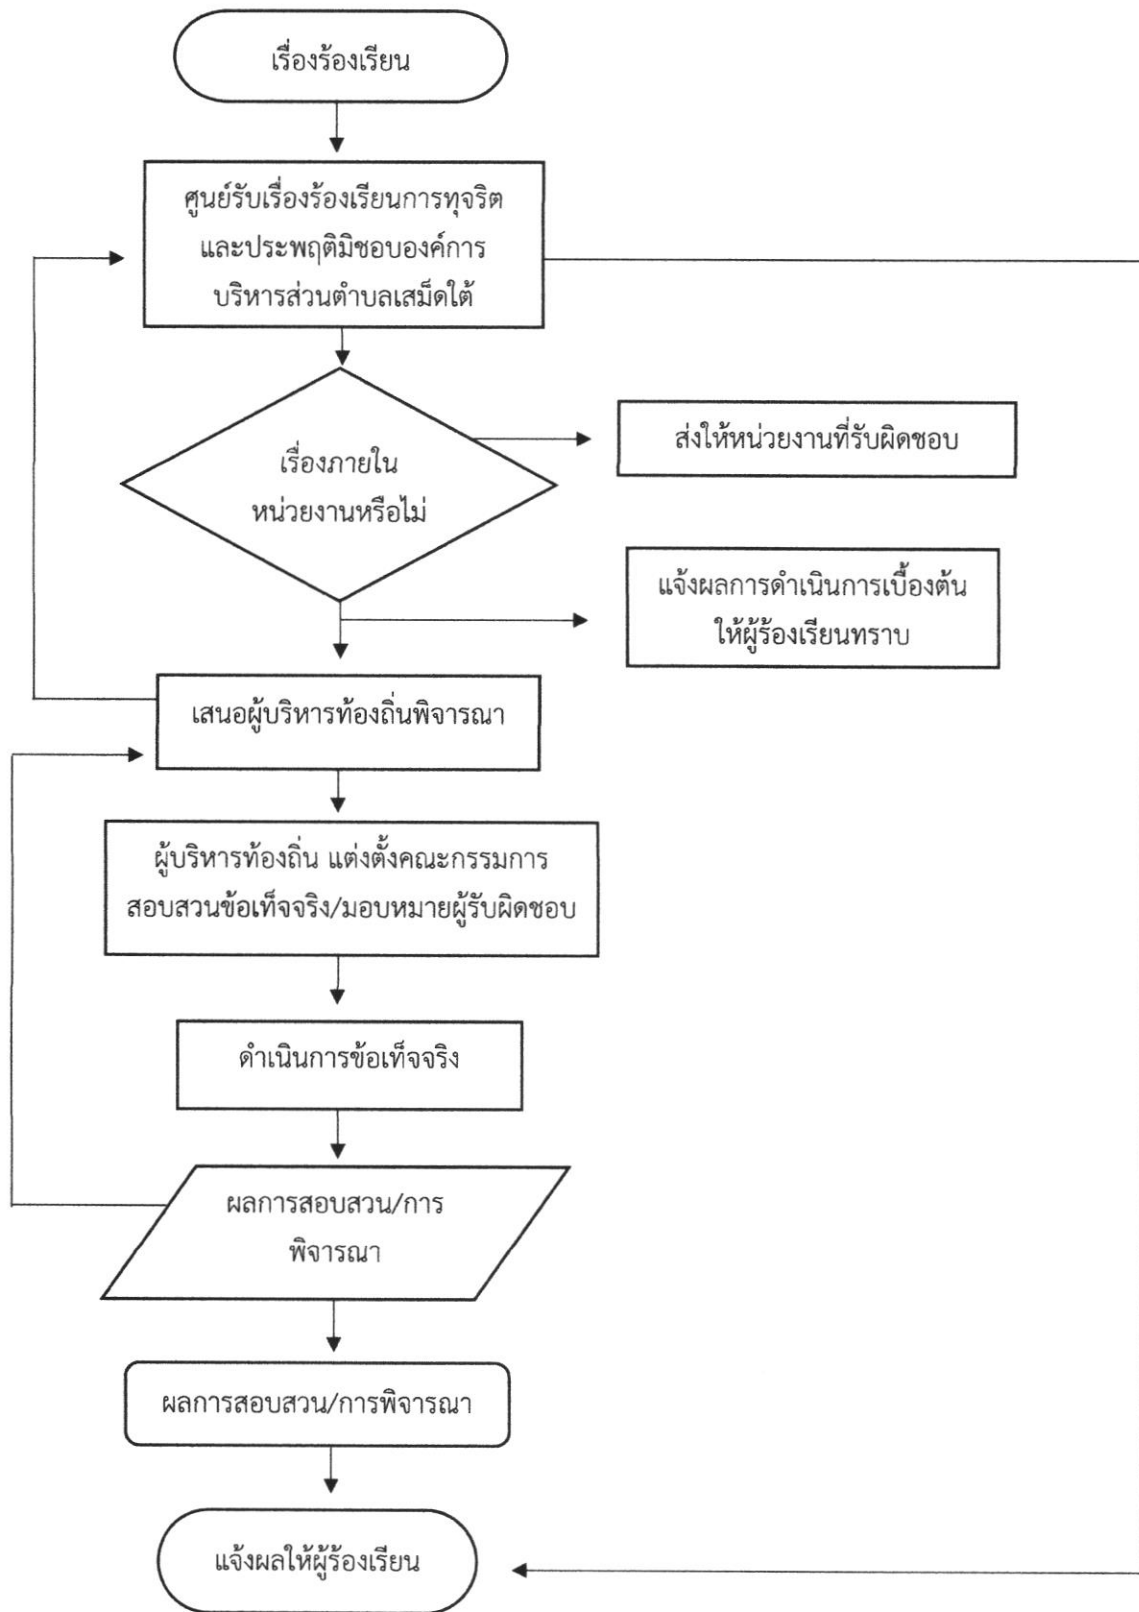 เรื่องร้องเรียน
ศูนย์รับเรื่องร้องเรียนการทุจริต
และประพฤติมิชอบองค์การ
บริหารส่วนตำบลเสม็ดใต้
เรื่องภายใน
หน่วยงานหรือไม่
ส่งให้หน่วยงานที่รับผิดชอบ
แจ้งผลการดำเนินการเบื้องต้น
ให้ผู้ร้องเรียนทราบ
เสนอผู้บริหารท้องถิ่นพิจารณา
ผู้บริหารท้องถิ่น แต่งตั้งคณะกรรมการ
สอบสวนข้อเท็จจริง/มอบหมายผู้รับผิดชอบ
ดำเนินการข้อเท็จจริง
ผลการสอบสวน/การ
พิจารณา
ผลการสอบสวน/การพิจารณา
แจ้งผลให้ผู้ร้องเรียน